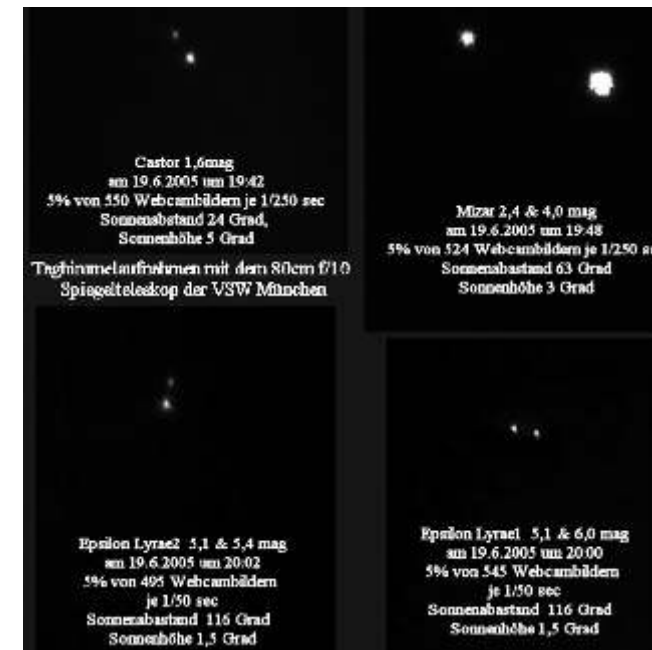 Castor 1,6mag
am 19.6.2005 um 19:42
5% von 550 Webcambildern je 1/250 sec
Sonnenabstand 24 Grad,
Sonnenhöhe 5 Grad
Mizar 2,4 & 4,0 mag
am 19.6.2005 um 19:48
5% von 524 Webcambildern je 1/250 se
Sonnenabastand 63 Grad
Sonnenhöhe 3 Grad
Taghimmelaufnahmen mit dem 80cm f/10
Spiegelteleskop der VSW München
Epsilon Lyrae2 5,1 & 5,4 mag
am 19.6.2005 um 20:02
5% von 495 Webcambildern
je 1/50 sec
Sonnenabastand 116 Grad
Sonnenhöhe 1,5 Grad
Epsilon Lyrae1 5,1 & 6,0 mag
am 19.6.2005 um 20:00
5% von 545 Webcambildern
je 1/50 sec
Sonnenabastand 116 Grad
Sonnenhöhe 1,5 Grad